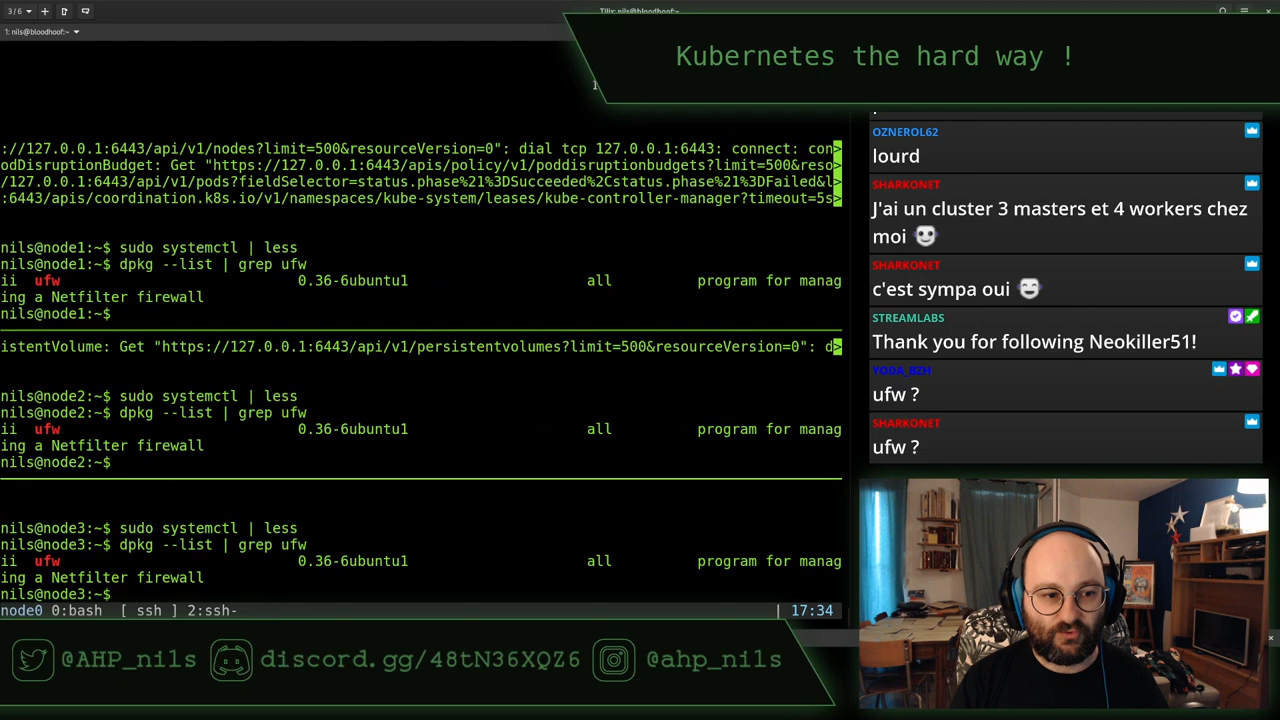 3/6
Tilix: nils@bloodhoof:~
1: nils@bloodhoof:~
Kubernetes the hard way !
://127.0.0.1:6443/api/v1/nodes?limit=500&resourceVersion=0": dial tcp 127.0.0.1:6443: connect: con>
odDisruptionBudget: Get "https://127.0.0.1:6443/apis/policy/v1/poddisruptionbudgets?limit=500&reso>
/127.0.0.1:6443/api/v1/pods?fieldSelector=status.phase%21%3DSucceeded%2Cstatus.phase%21%3DFailed&l>
:6443/apis/coordination.k8s.io/v1/namespaces/kube-system/leases/kube-controller-manager?timeout=5s>
nils@node1:~$ sudo systemctl | less
nils@node1:~$ dpkg --list | grep ufw
ii  ufw 0.36-6ubuntu1 all program for manag
ing a Netfilter firewall
nils@node1:~$
istentVolume: Get "https://127.0.0.1:6443/api/v1/persistentvolumes?limit=500&resourceVersion=0": d>
nils@node2:~$ sudo systemctl | less
nils@node2:~$ dpkg --list | grep ufw
ii  ufw 0.36-6ubuntu1 all program for manag
ing a Netfilter firewall
nils@node2:~$
nils@node3:~$ sudo systemctl | less
nils@node3:~$ dpkg --list | grep ufw
ii  ufw 0.36-6ubuntu1 all program for manag
ing a Netfilter firewall
nils@node3:~$
node0 0:bash  [ ssh ] 2:ssh- | 17:34
OZNEROL62
lourd
SHARKONET
J'ai un cluster 3 masters et 4 workers chez
moi
SHARKONET
c'est sympa oui
STREAMLABS
Thank you for following Neokiller51!
YODA_BZH
ufw ?
SHARKONET
ufw ?
@AHP_nils discord.gg/48tN36XQZ6 @ahp_nils